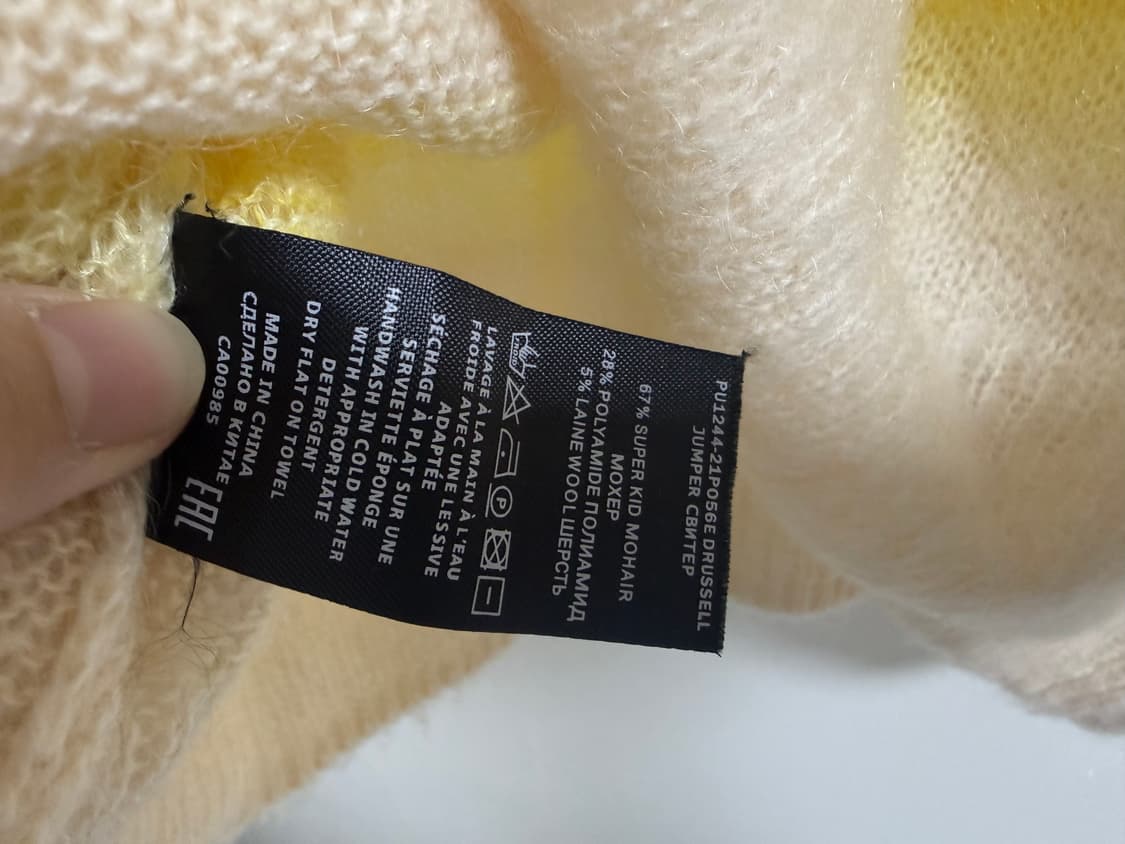 PU1244-21P056E DRUSSELL
JUMPER СВИТЕР
67% SUPER KID MOHAIR
МОХЕР
28% POLYAMIDE ПОЛИАМИД
5% LAINE WOOL ШЕРСТЬ
P
LAVAGE À LA MAIN À L'EAU
FROIDE AVEC UNE LESSIVE
ADAPTÉE
SÉCHAGE À PLAT SUR UNE
SERVIETTE ÉPONGE
HANDWASH IN COLD WATER
WITH APPROPRIATE
DETERGENT
DRY FLAT ON TOWEL
MADE IN CHINA
СДЕЛАНО В КИТАЕ
CA00985
EAC